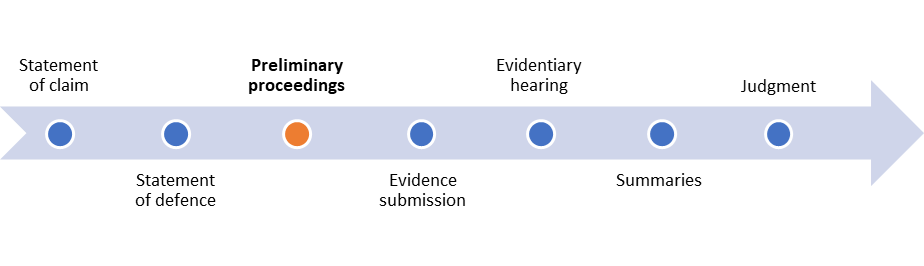 Statement
of claim
Statement
of defence
Preliminary
proceedings
Evidence
submission
Evidentiary
hearing
Summaries
Judgment